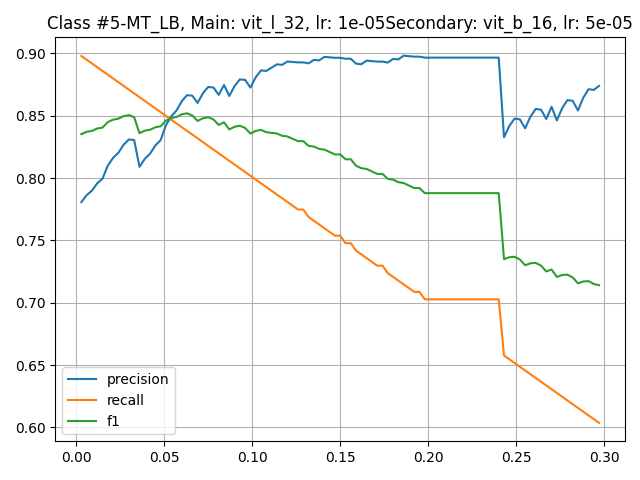 Class #5-MT_LB, Main: vit_l_32, lr: 1e-05Secondary: vit_b_16, lr: 5e-05
0.90
0.85
0.80
0.75
0.70
0.65
0.60
precision
recall
f1
0.00 0.05 0.10 0.15 0.20 0.25 0.30